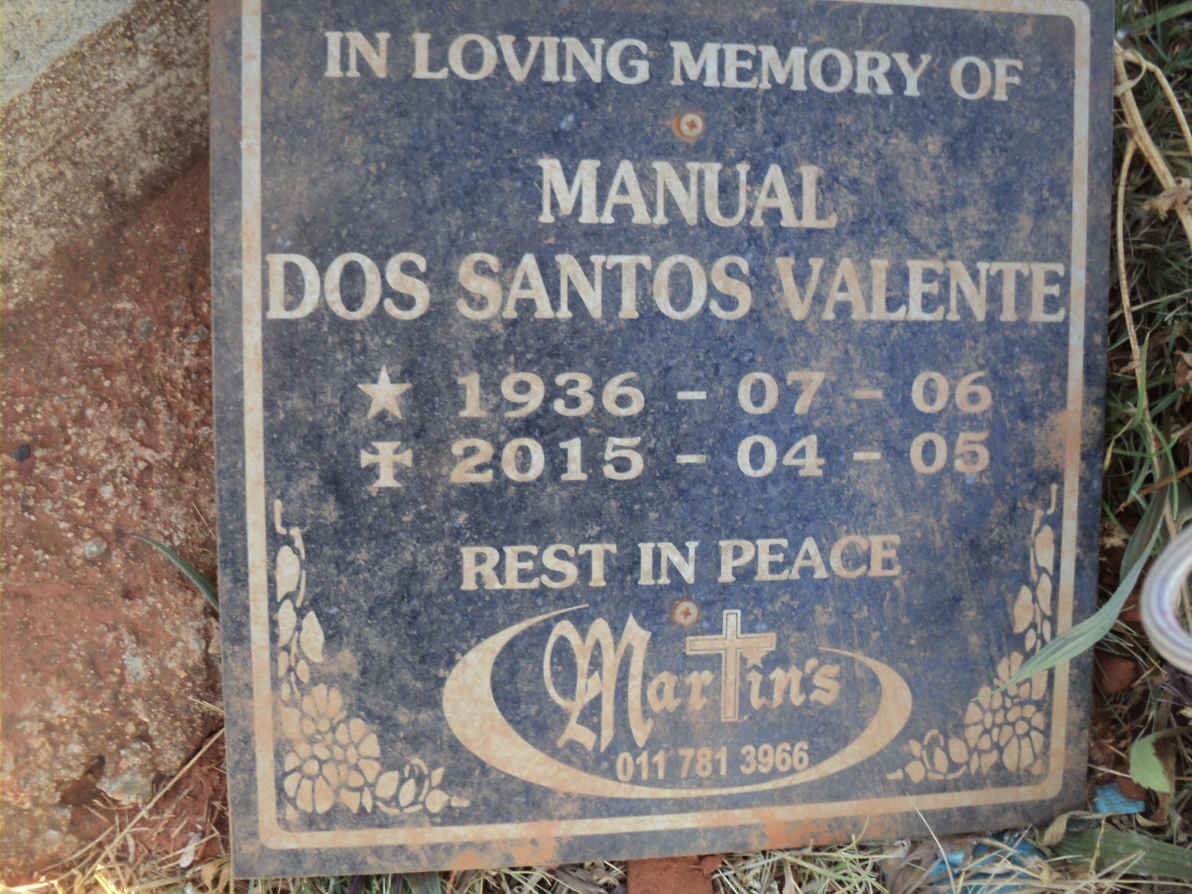 IN LOVING MEMORY OF
MANUAL
DOS SANTOS VALENTE
1936 - 07 - 06
2015 - 04 - 05
REST IN PEACE
Martin's
011 781 3966